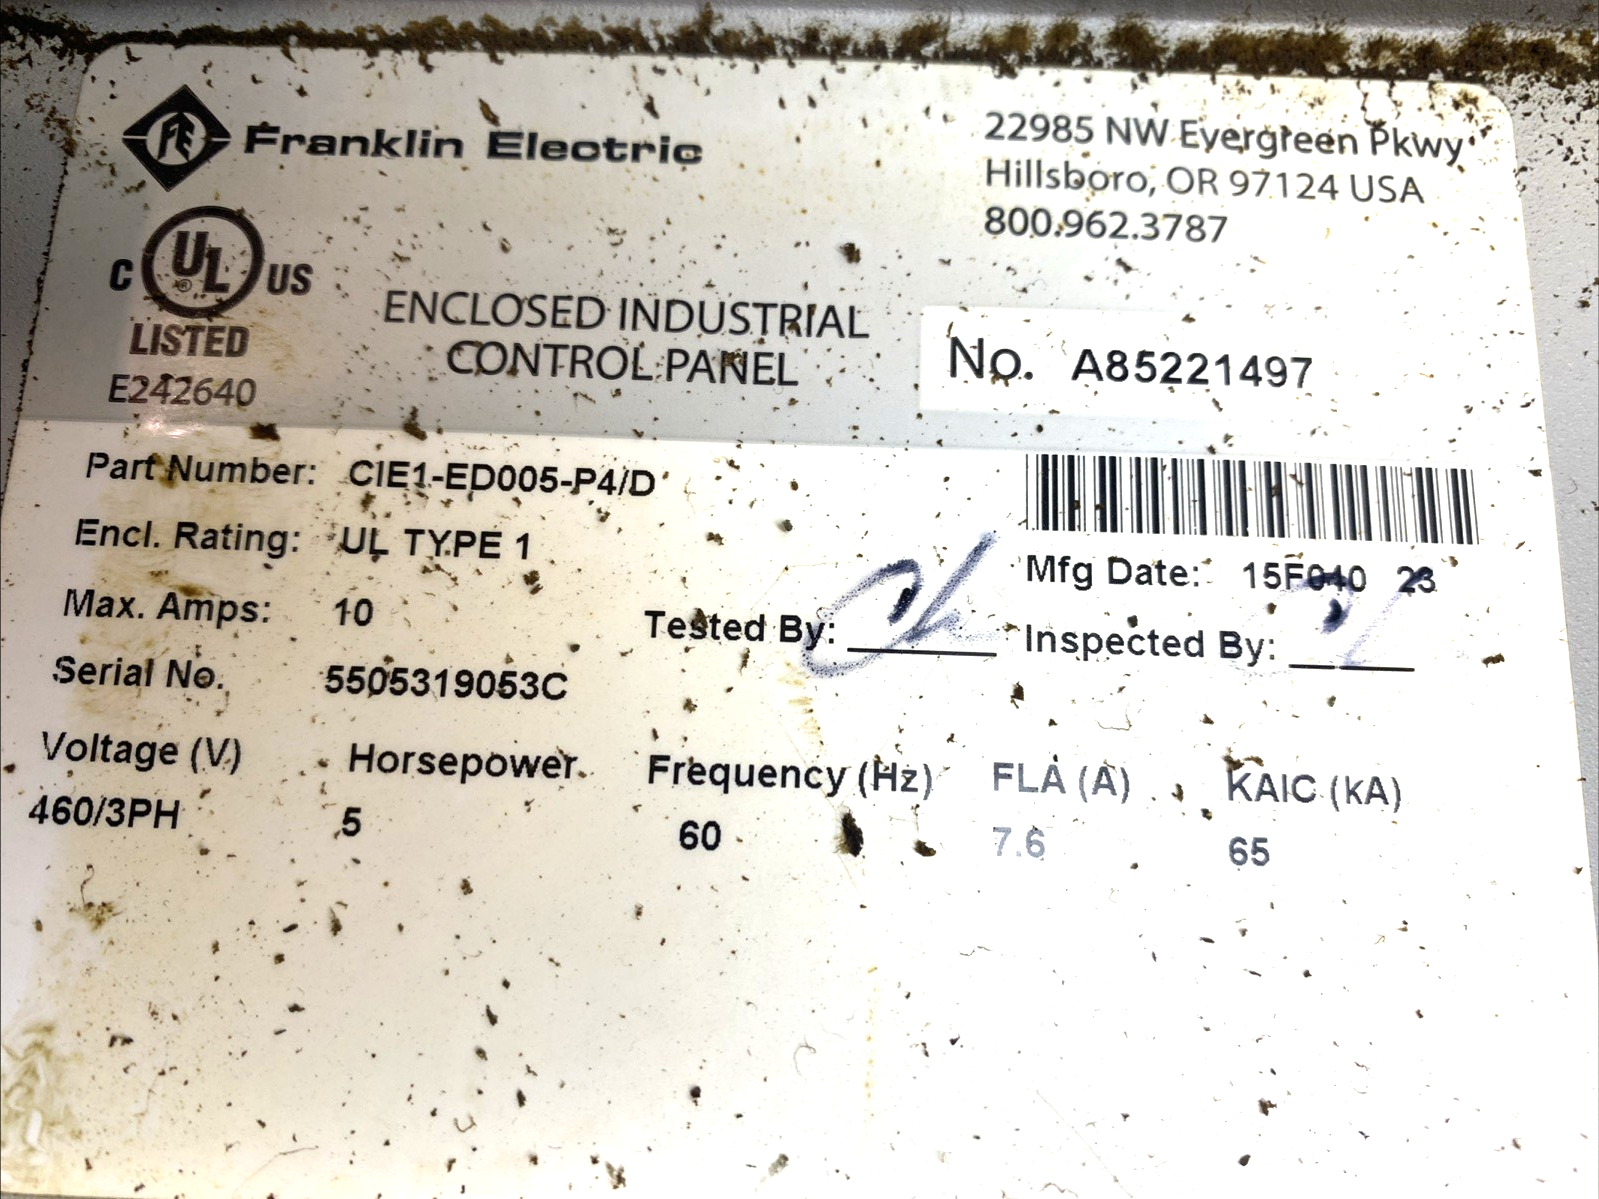 FE Franklin Electric
22985 NW Evergreen Pkwy
Hillsboro, OR 97124 USA
800.962.3787
C UL® US
LISTED
E242640
ENCLOSED INDUSTRIAL
CONTROL PANEL
No. A85221497
Part Number: CIE1-ED005-P4/D
Encl. Rating: UL TYPE 1
Max. Amps: 10
Serial No. 5505319053C
Mfg Date: 15F040 23
Tested By:
Inspected By:
Voltage (V) Horsepower Frequency (Hz) FLA (A) KAIC (kA)
460/3PH 5 60 7.6 65